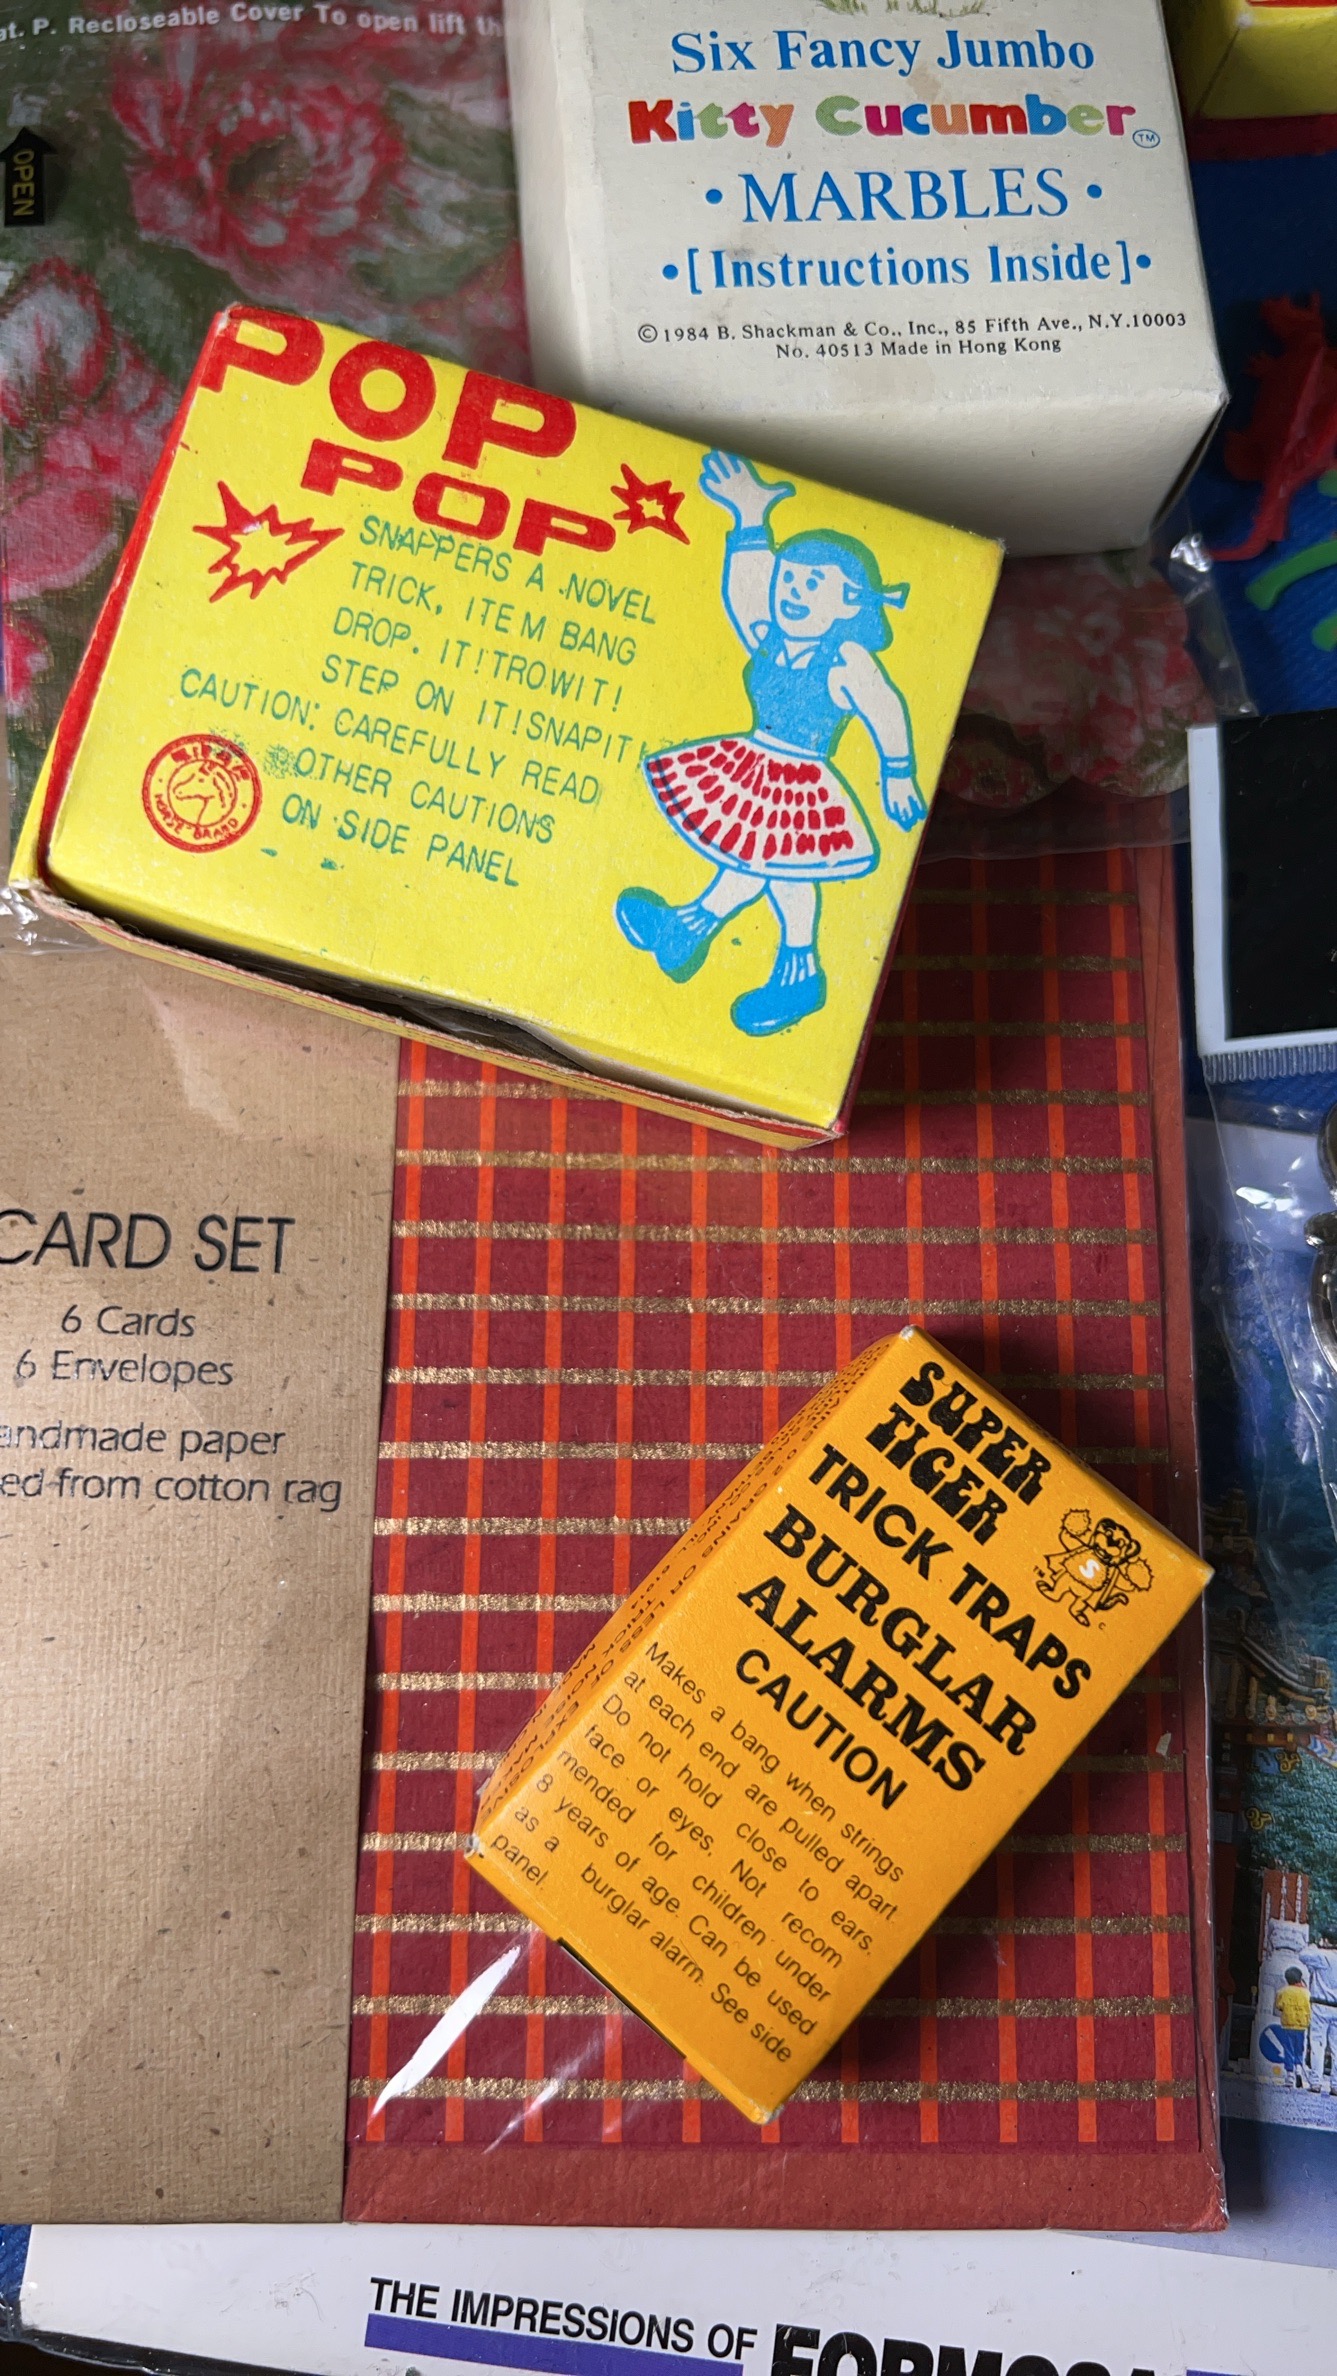 at. P. Recloseable Cover To open lift th
OPEN
Six Fancy Jumbo
Kitty Cucumber™
• MARBLES •
• [ Instructions Inside ] •
© 1984 B. Shackman & Co., Inc., 85 Fifth Ave., N.Y.10003
No. 40513 Made in Hong Kong
POP
POP
SNAPPERS A NOVEL
TRICK, ITEM BANG
DROP. IT! TROWIT!
STEP ON IT! SNAPIT
CAUTION: CAREFULLY READ
OTHER CAUTIONS
ON SIDE PANEL
HORSE BRAND
CARD SET
6 Cards
6 Envelopes
andmade paper
ed from cotton rag
SUPER
TIGER
TRICK TRAPS
BURGLAR
ALARMS
CAUTION
S
TM
Makes a bang when strings
at each end are pulled apart.
Do not hold close to ears,
face or eyes. Not recom
mended for children under
8 years of age. Can be used
as a burglar alarm. See side
panel.
THE IMPRESSIONS OF FORMOSA